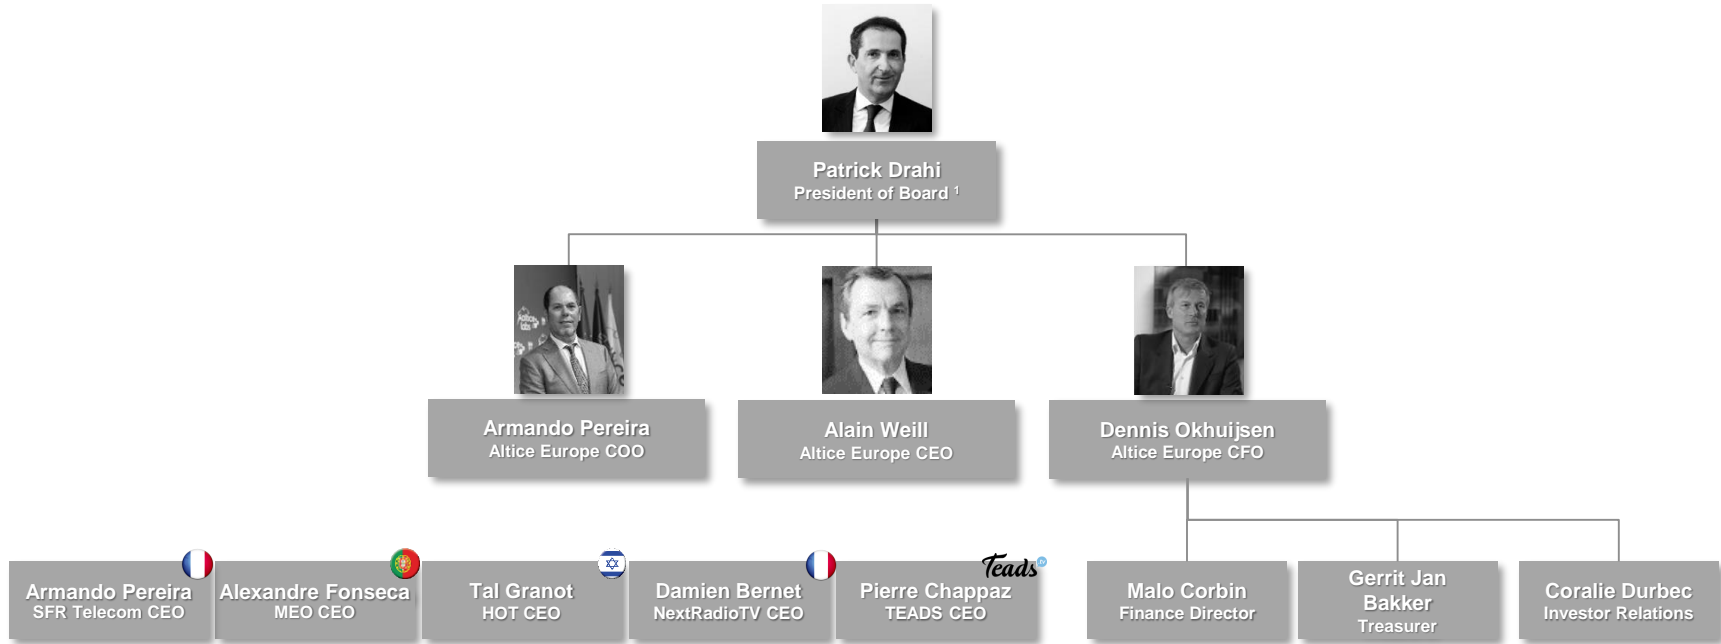 Patrick Drahi
President of Board ¹
Armando Pereira
Altice Europe COO
Alain Weill
Altice Europe CEO
Dennis Okhuijsen
Altice Europe CFO
Armando Pereira
SFR Telecom CEO
Alexandre Fonseca
MEO CEO
Tal Granot
HOT CEO
Damien Bernet
NextRadioTV CEO
Teads
Pierre Chappaz
TEADS CEO
Malo Corbin
Finance Director
Gerrit Jan
Bakker
Treasurer
Coralie Durbec
Investor Relations